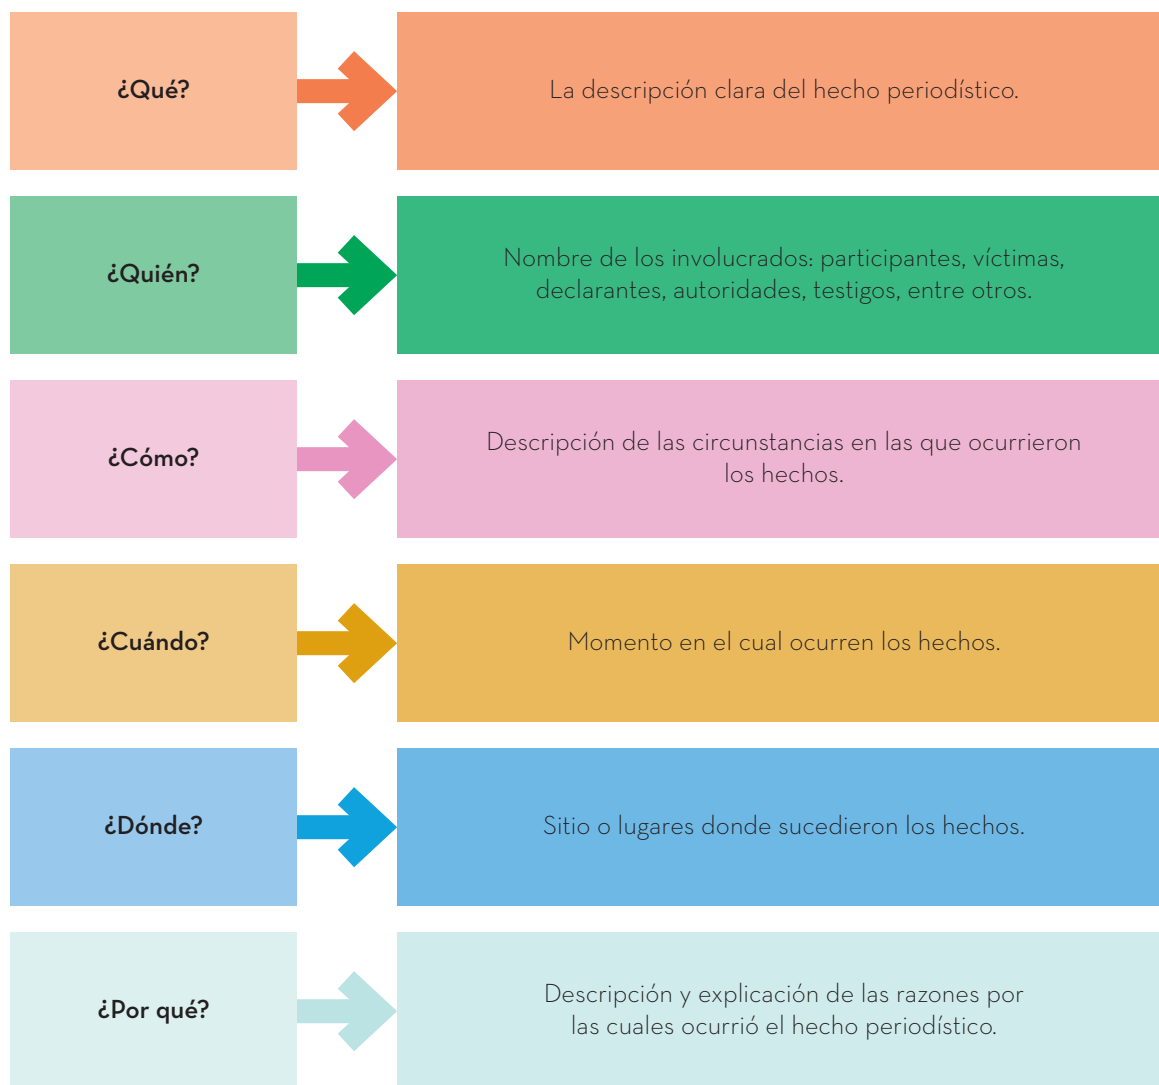 ¿Qué?
La descripción clara del hecho periodístico.
¿Quién?
Nombre de los involucrados: participantes, víctimas,
declarantes, autoridades, testigos, entre otros.
¿Cómo?
Descripción de las circunstancias en las que ocurrieron
los hechos.
¿Cuándo?
Momento en el cual ocurren los hechos.
¿Dónde?
Sitio o lugares donde sucedieron los hechos.
¿Por qué?
Descripción y explicación de las razones por
las cuales ocurrió el hecho periodístico.